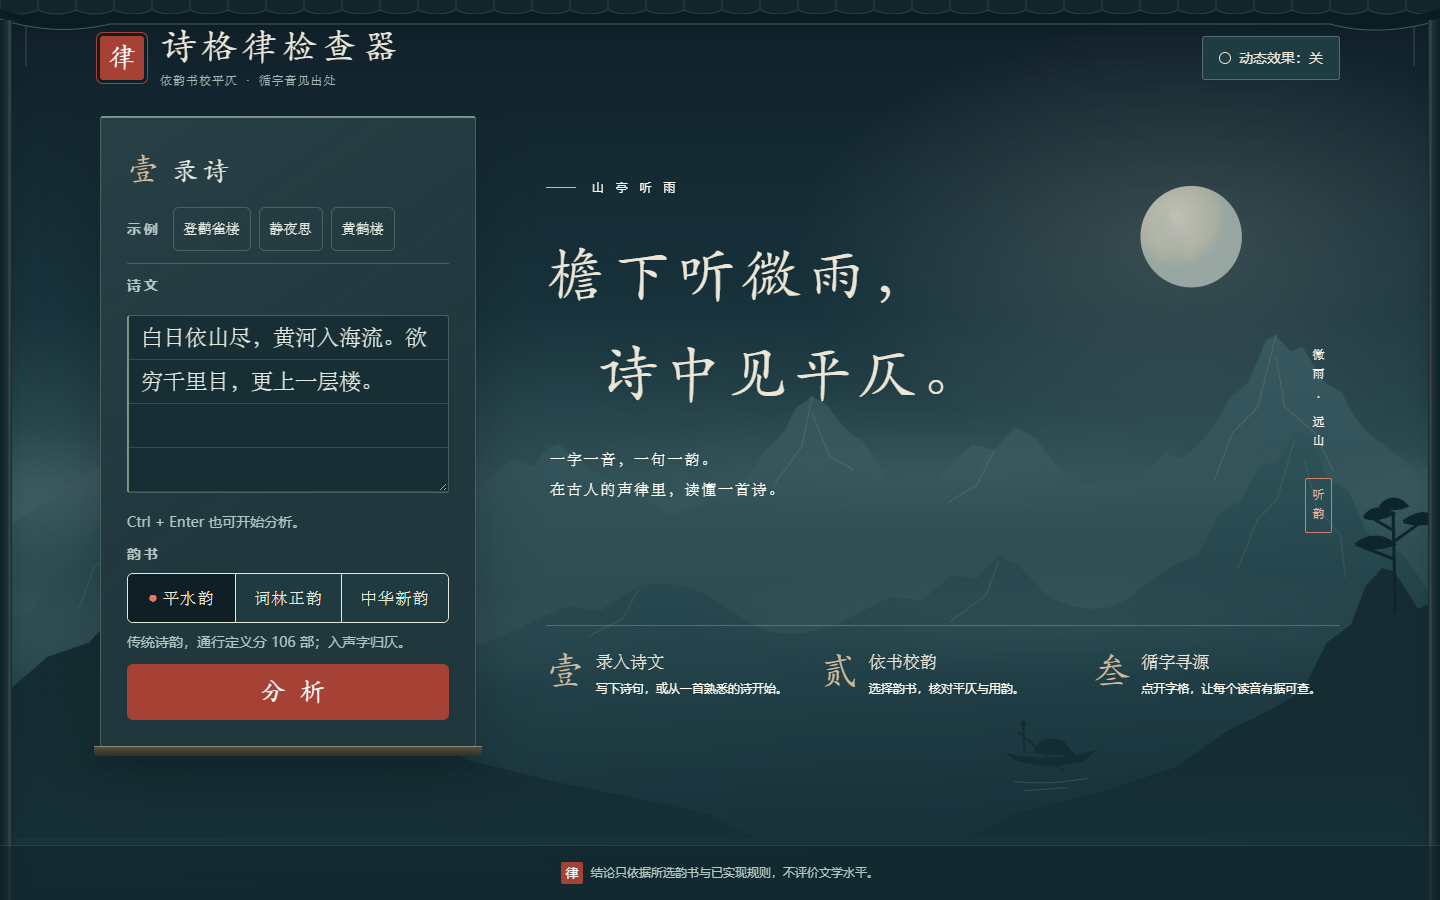 律
诗格律检查器
依韵书校平仄 · 循字音见出处
动态效果：关
壹 录诗
示例 登鹳雀楼 静夜思 黄鹤楼
诗文
白日依山尽，黄河入海流。欲
穷千里目，更上一层楼。
Ctrl + Enter 也可开始分析。
韵书
平水韵 词林正韵 中华新韵
传统诗韵，通行定义分 106 部；入声字归仄。
分析
山亭听雨
檐下听微雨，
诗中见平仄。
一字一音，一句一韵。
在古人的声律里，读懂一首诗。
微雨·远山
听韵
壹 录入诗文
写下诗句，或从一首熟悉的诗开始。
贰 依书校韵
选择韵书，核对平仄与用韵。
叁 循字寻源
点开字格，让每个读音有据可查。
律 结论只依据所选韵书与已实现规则，不评价文学水平。